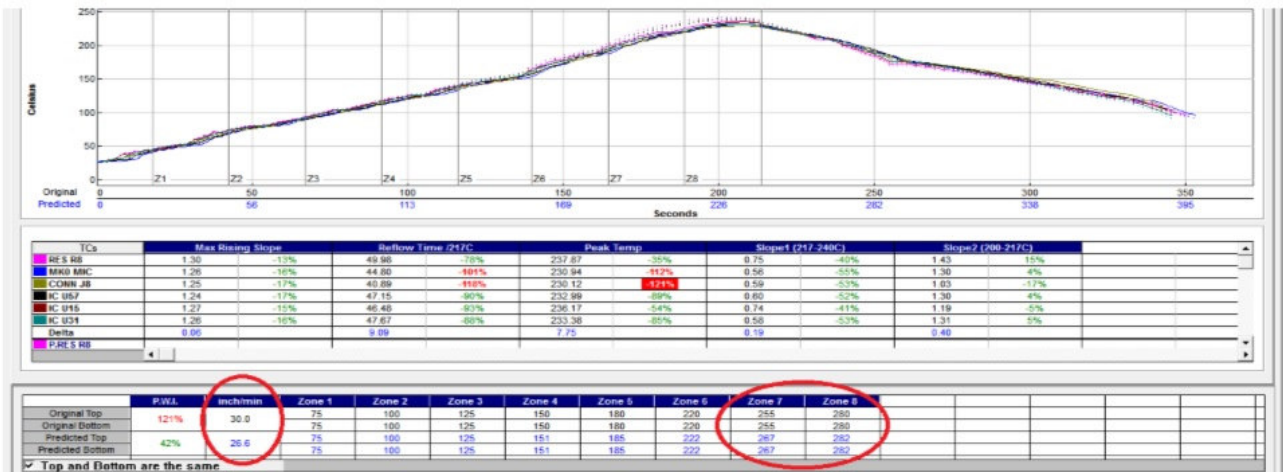 250
200
150
100
50
0
Celsius
Z1 Z2 Z3 Z4 Z5 Z6 Z7 Z8
Original 0 50 100 150 200 250 300 350
Predicted 0 56 113 169 226 282 338 395
Seconds
TCs Max Rising Slope Reflow Time /217C Peak Temp Slope1 (217-240C) Slope2 (200-217C)
RES R8 1.30 -13% 49.98 -78% 237.87 -35% 0.75 -40% 1.43 15%
MK0 MIC 1.26 -16% 44.80 -101% 230.94 -112% 0.56 -55% 1.30 4%
CONN J8 1.25 -17% 40.89 -118% 230.12 -121% 0.59 -53% 1.03 -17%
IC U57 1.24 -17% 47.15 -90% 232.99 -89% 0.60 -52% 1.30 4%
IC U15 1.27 -15% 46.48 -93% 236.17 -54% 0.74 -41% 1.19 -5%
IC U31 1.26 -16% 47.67 -88% 233.38 -85% 0.58 -53% 1.31 5%
Delta 0.06 9.09 7.75 0.19 0.40
P.RES R8
P.W.I. inch/min Zone 1 Zone 2 Zone 3 Zone 4 Zone 5 Zone 6 Zone 7 Zone 8
Original Top 121% 30.0 75 100 125 150 180 220 255 280
Original Bottom 75 100 125 150 180 220 255 280
Predicted Top 42% 26.6 75 100 125 151 185 222 267 282
Predicted Bottom 75 100 125 151 185 222 267 282
Top and Bottom are the same